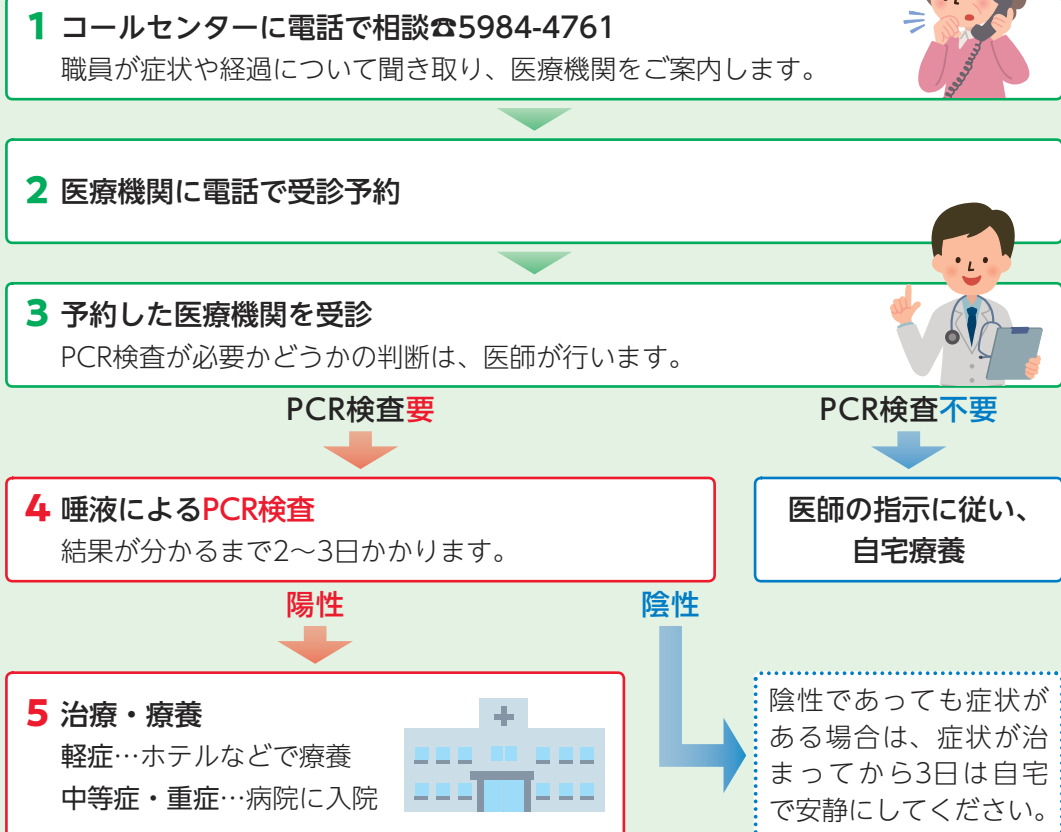 1 コールセンターに電話で相談☎5984-4761
職員が症状や経過について聞き取り、医療機関をご案内します。
2 医療機関に電話で受診予約
3 予約した医療機関を受診
PCR検査が必要かどうかの判断は、医師が行います。
PCR検査要
PCR検査不要
4 唾液によるPCR検査
結果が分かるまで2〜3日かかります。
医師の指示に従い、
自宅療養
陽性
陰性
5 治療・療養
軽症…ホテルなどで療養
中等症・重症…病院に入院
陰性であっても症状が
ある場合は、症状が治
まってから3日は自宅
で安静にしてください。